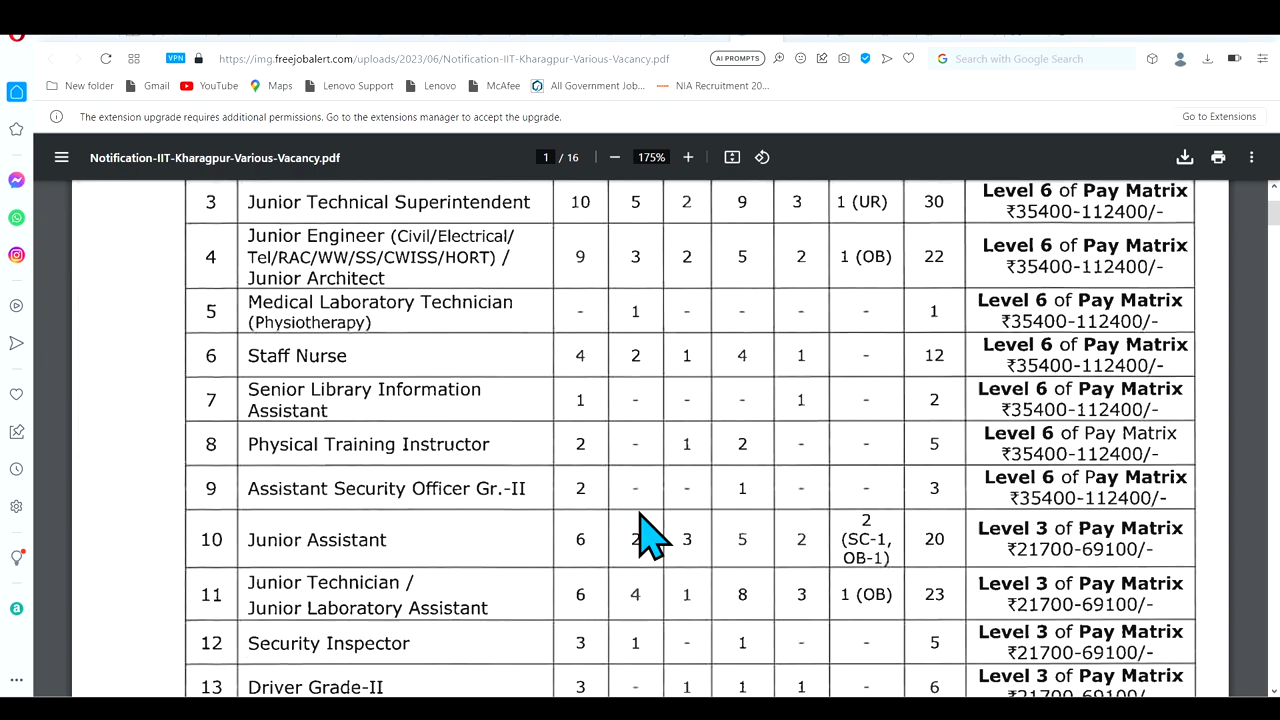 VPN https://img.freejobalert.com/uploads/2023/06/Notification-IIT-Kharagpur-Various-Vacancy.pdf AI PROMPTS Search with Google Search
New folder Gmail YouTube Maps Lenovo Support Lenovo McAfee All Government Job... NIA Recruitment 20...
The extension upgrade requires additional permissions. Go to the extensions manager to accept the upgrade. Go to Extensions
Notification-IIT-Kharagpur-Various-Vacancy.pdf 1 / 16 175%
3 Junior Technical Superintendent 10 5 2 9 3 1 (UR) 30 Level 6 of Pay Matrix
₹35400-112400/-
4 Junior Engineer (Civil/Electrical/
Tel/RAC/WW/SS/CWISS/HORT) /
Junior Architect 9 3 2 5 2 1 (OB) 22 Level 6 of Pay Matrix
₹35400-112400/-
5 Medical Laboratory Technician
(Physiotherapy) - 1 - - - - 1 Level 6 of Pay Matrix
₹35400-112400/-
6 Staff Nurse 4 2 1 4 1 - 12 Level 6 of Pay Matrix
₹35400-112400/-
7 Senior Library Information
Assistant 1 - - - 1 - 2 Level 6 of Pay Matrix
₹35400-112400/-
8 Physical Training Instructor 2 - 1 2 - - 5 Level 6 of Pay Matrix
₹35400-112400/-
9 Assistant Security Officer Gr.-II 2 - - 1 - - 3 Level 6 of Pay Matrix
₹35400-112400/-
10 Junior Assistant 6 2 3 5 2 2
(SC-1,
OB-1) 20 Level 3 of Pay Matrix
₹21700-69100/-
11 Junior Technician /
Junior Laboratory Assistant 6 4 1 8 3 1 (OB) 23 Level 3 of Pay Matrix
₹21700-69100/-
12 Security Inspector 3 1 - 1 - - 5 Level 3 of Pay Matrix
₹21700-69100/-
13 Driver Grade-II 3 - 1 1 1 - 6 Level 3 of Pay Matrix
₹21700-69100/-